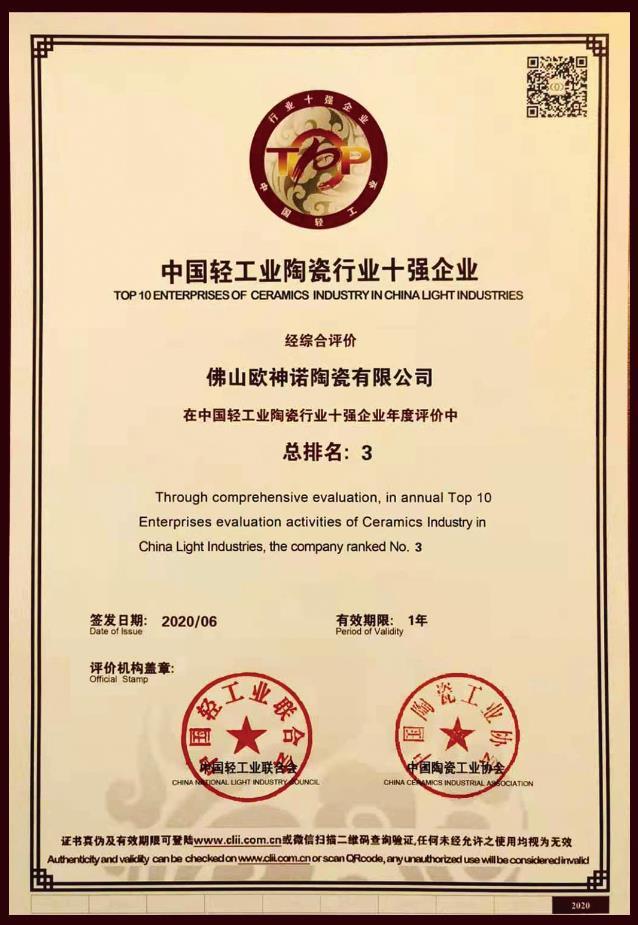 行业十强企业
TOP
中国轻工业
中国轻工业陶瓷行业十强企业
TOP 10 ENTERPRISES OF CERAMICS INDUSTRY IN CHINA LIGHT INDUSTRIES
经综合评价
佛山欧神诺陶瓷有限公司
在中国轻工业陶瓷行业十强企业年度评价中
总排名: 3
Through comprehensive evaluation, in annual Top 10
Enterprises evaluation activities of Ceramics Industry in
China Light Industries, the company ranked No. 3
签发日期: 2020/06
Date of Issue
有效期限: 1年
Period of Validity
评价机构盖章:
Official Stamp
中国轻工业联合会
中国轻工业联合会
CHINA NATIONAL LIGHT INDUSTRY COUNCIL
中国陶瓷工业协会
中国陶瓷工业协会
CHINA CERAMICS INDUSTRIAL ASSOCIATION
证书真伪及有效期限可登陆www.clii.com.cn或微信扫描二维码查询验证,任何未经允许之使用均视为无效
Authenticity and validity can be checked on www.clii.com.cn or scan QRcode, any unauthorized use will be considered invalid
2020